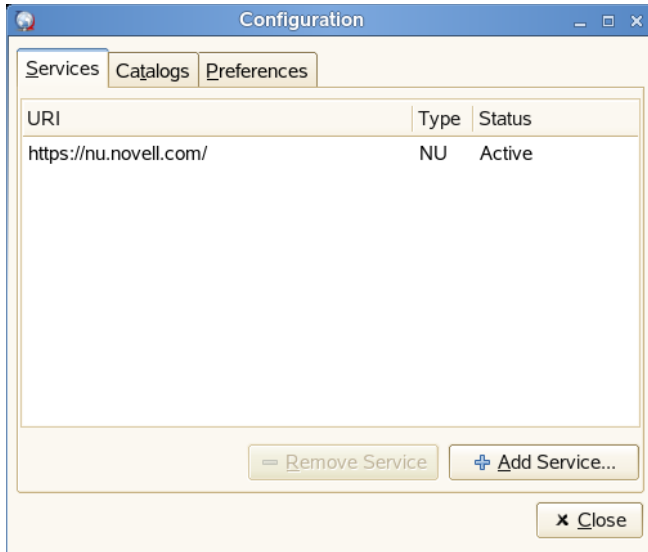 Configuration
Services Catalogs Preferences
URI Type Status
https://nu.novell.com/ NU Active
Remove Service Add Service...
Close